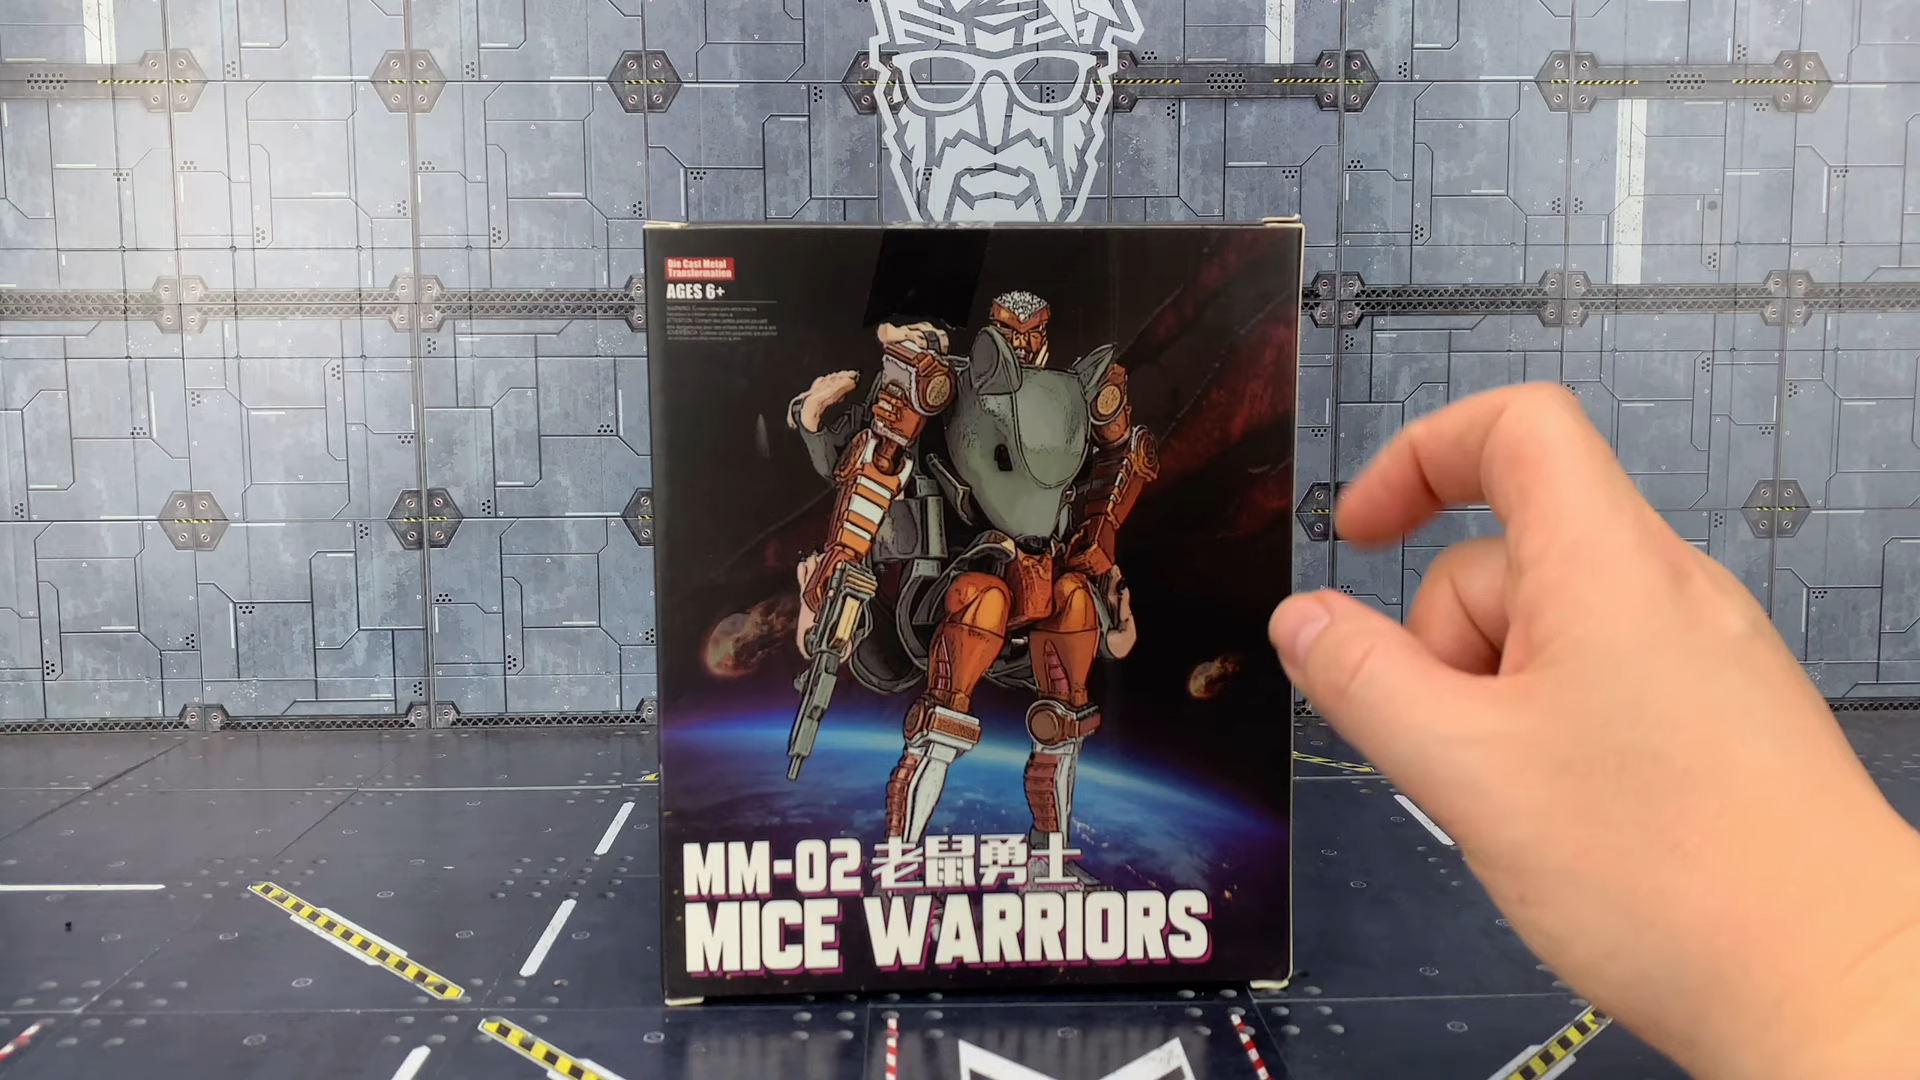 Die Cast Metal
Transformation
AGES 6+
MM-02 老鼠勇士
MICE WARRIORS